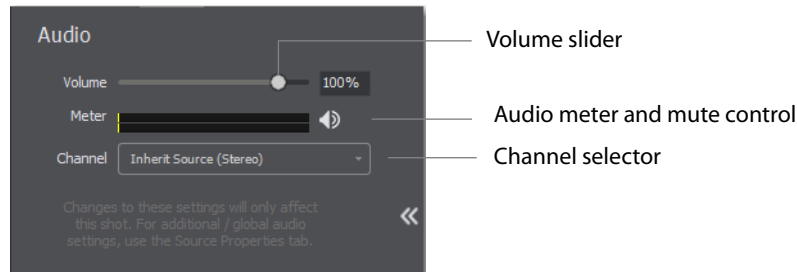 Audio
Volume slider
Volume 100%
Meter
Audio meter and mute control
Channel Inherit Source (Stereo)
Channel selector
Changes to these settings will only affect
this shot. For additional / global audio
settings, use the Source Properties tab.